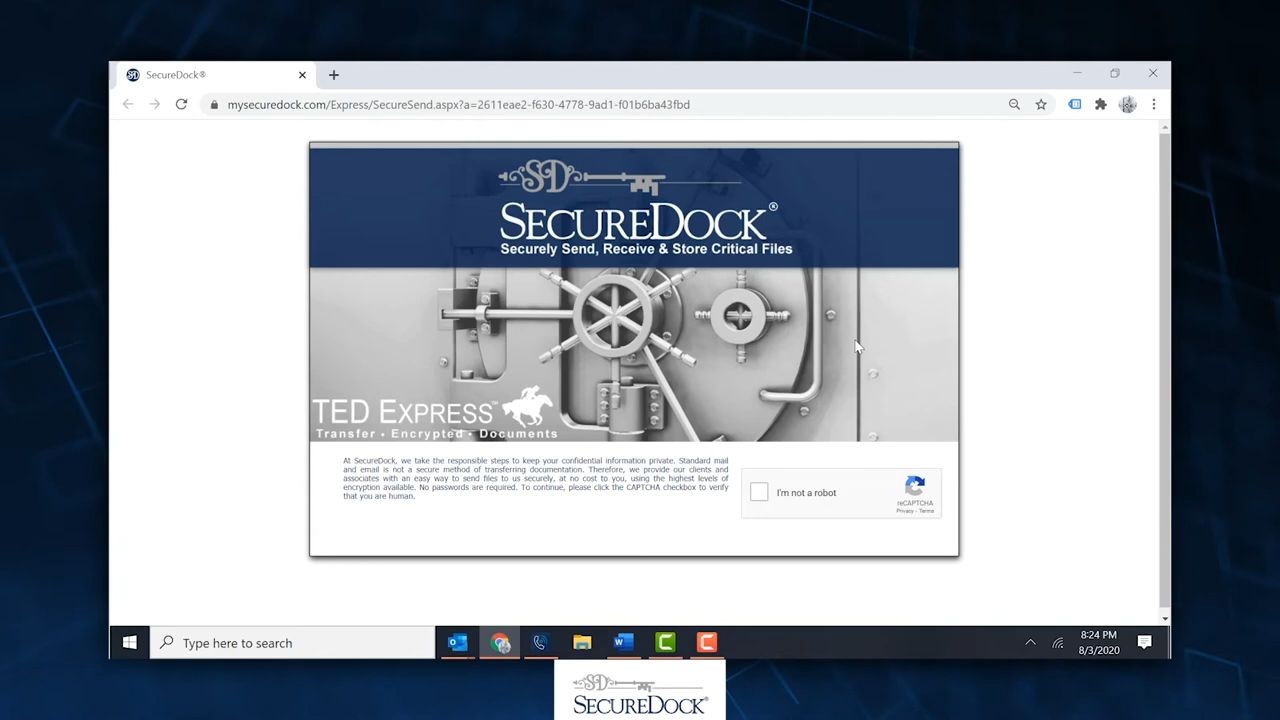 SecureDock®
mysecuredock.com/Express/SecureSend.aspx?a=2611eae2-f630-4778-9ad1-f01b6ba43fbd
SD
SECUREDOCK®
Securely Send, Receive & Store Critical Files
TED EXPRESS™
Transfer • Encrypted • Documents
At SecureDock, we take the responsible steps to keep your confidential information private. Standard mail
and email is not a secure method of transferring documentation. Therefore, we provide our clients and
associates with an easy way to send files to us securely, at no cost to you, using the highest levels of
encryption available. No passwords are required. To continue, please click the CAPTCHA checkbox to verify
that you are human.
I'm not a robot
reCAPTCHA
Privacy - Terms
Type here to search
8:24 PM
8/3/2020
SD
SECUREDOCK®